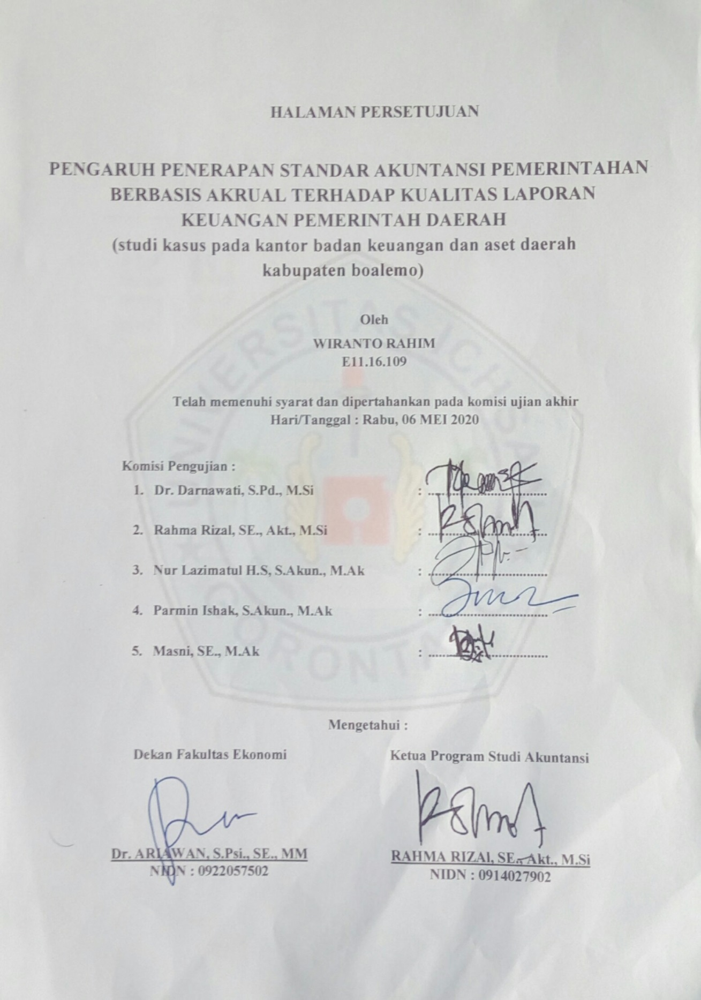 HALAMAN PERSETUJUAN
PENGARUH PENERAPAN STANDAR AKUNTANSI PEMERINTAHAN
BERBASIS AKRUAL TERHADAP KUALITAS LAPORAN
KEUANGAN PEMERINTAH DAERAH
(studi kasus pada kantor badan keuangan dan aset daerah
kabupaten boalemo)
Oleh
WIRANTO RAHIM
E11.16.109
Telah memenuhi syarat dan dipertahankan pada komisi ujian akhir
Hari/Tanggal : Rabu, 06 MEI 2020
Komisi Pengujian :
1. Dr. Darnawati, S.Pd., M.Si : ..............................
2. Rahma Rizal, SE., Akt., M.Si : ..............................
3. Nur Lazimatul H.S, S.Akun., M.Ak : ..............................
4. Parmin Ishak, S.Akun., M.Ak : ..............................
5. Masni, SE., M.Ak : ..............................
UNIVERSITAS ICHSAN
GORONTALO
Mengetahui :
Dekan Fakultas Ekonomi
Dr. ARIAWAN, S.Psi., SE., MM
NIDN : 0922057502
Ketua Program Studi Akuntansi
RAHMA RIZAl, SE., Akt., M.Si
NIDN : 0914027902